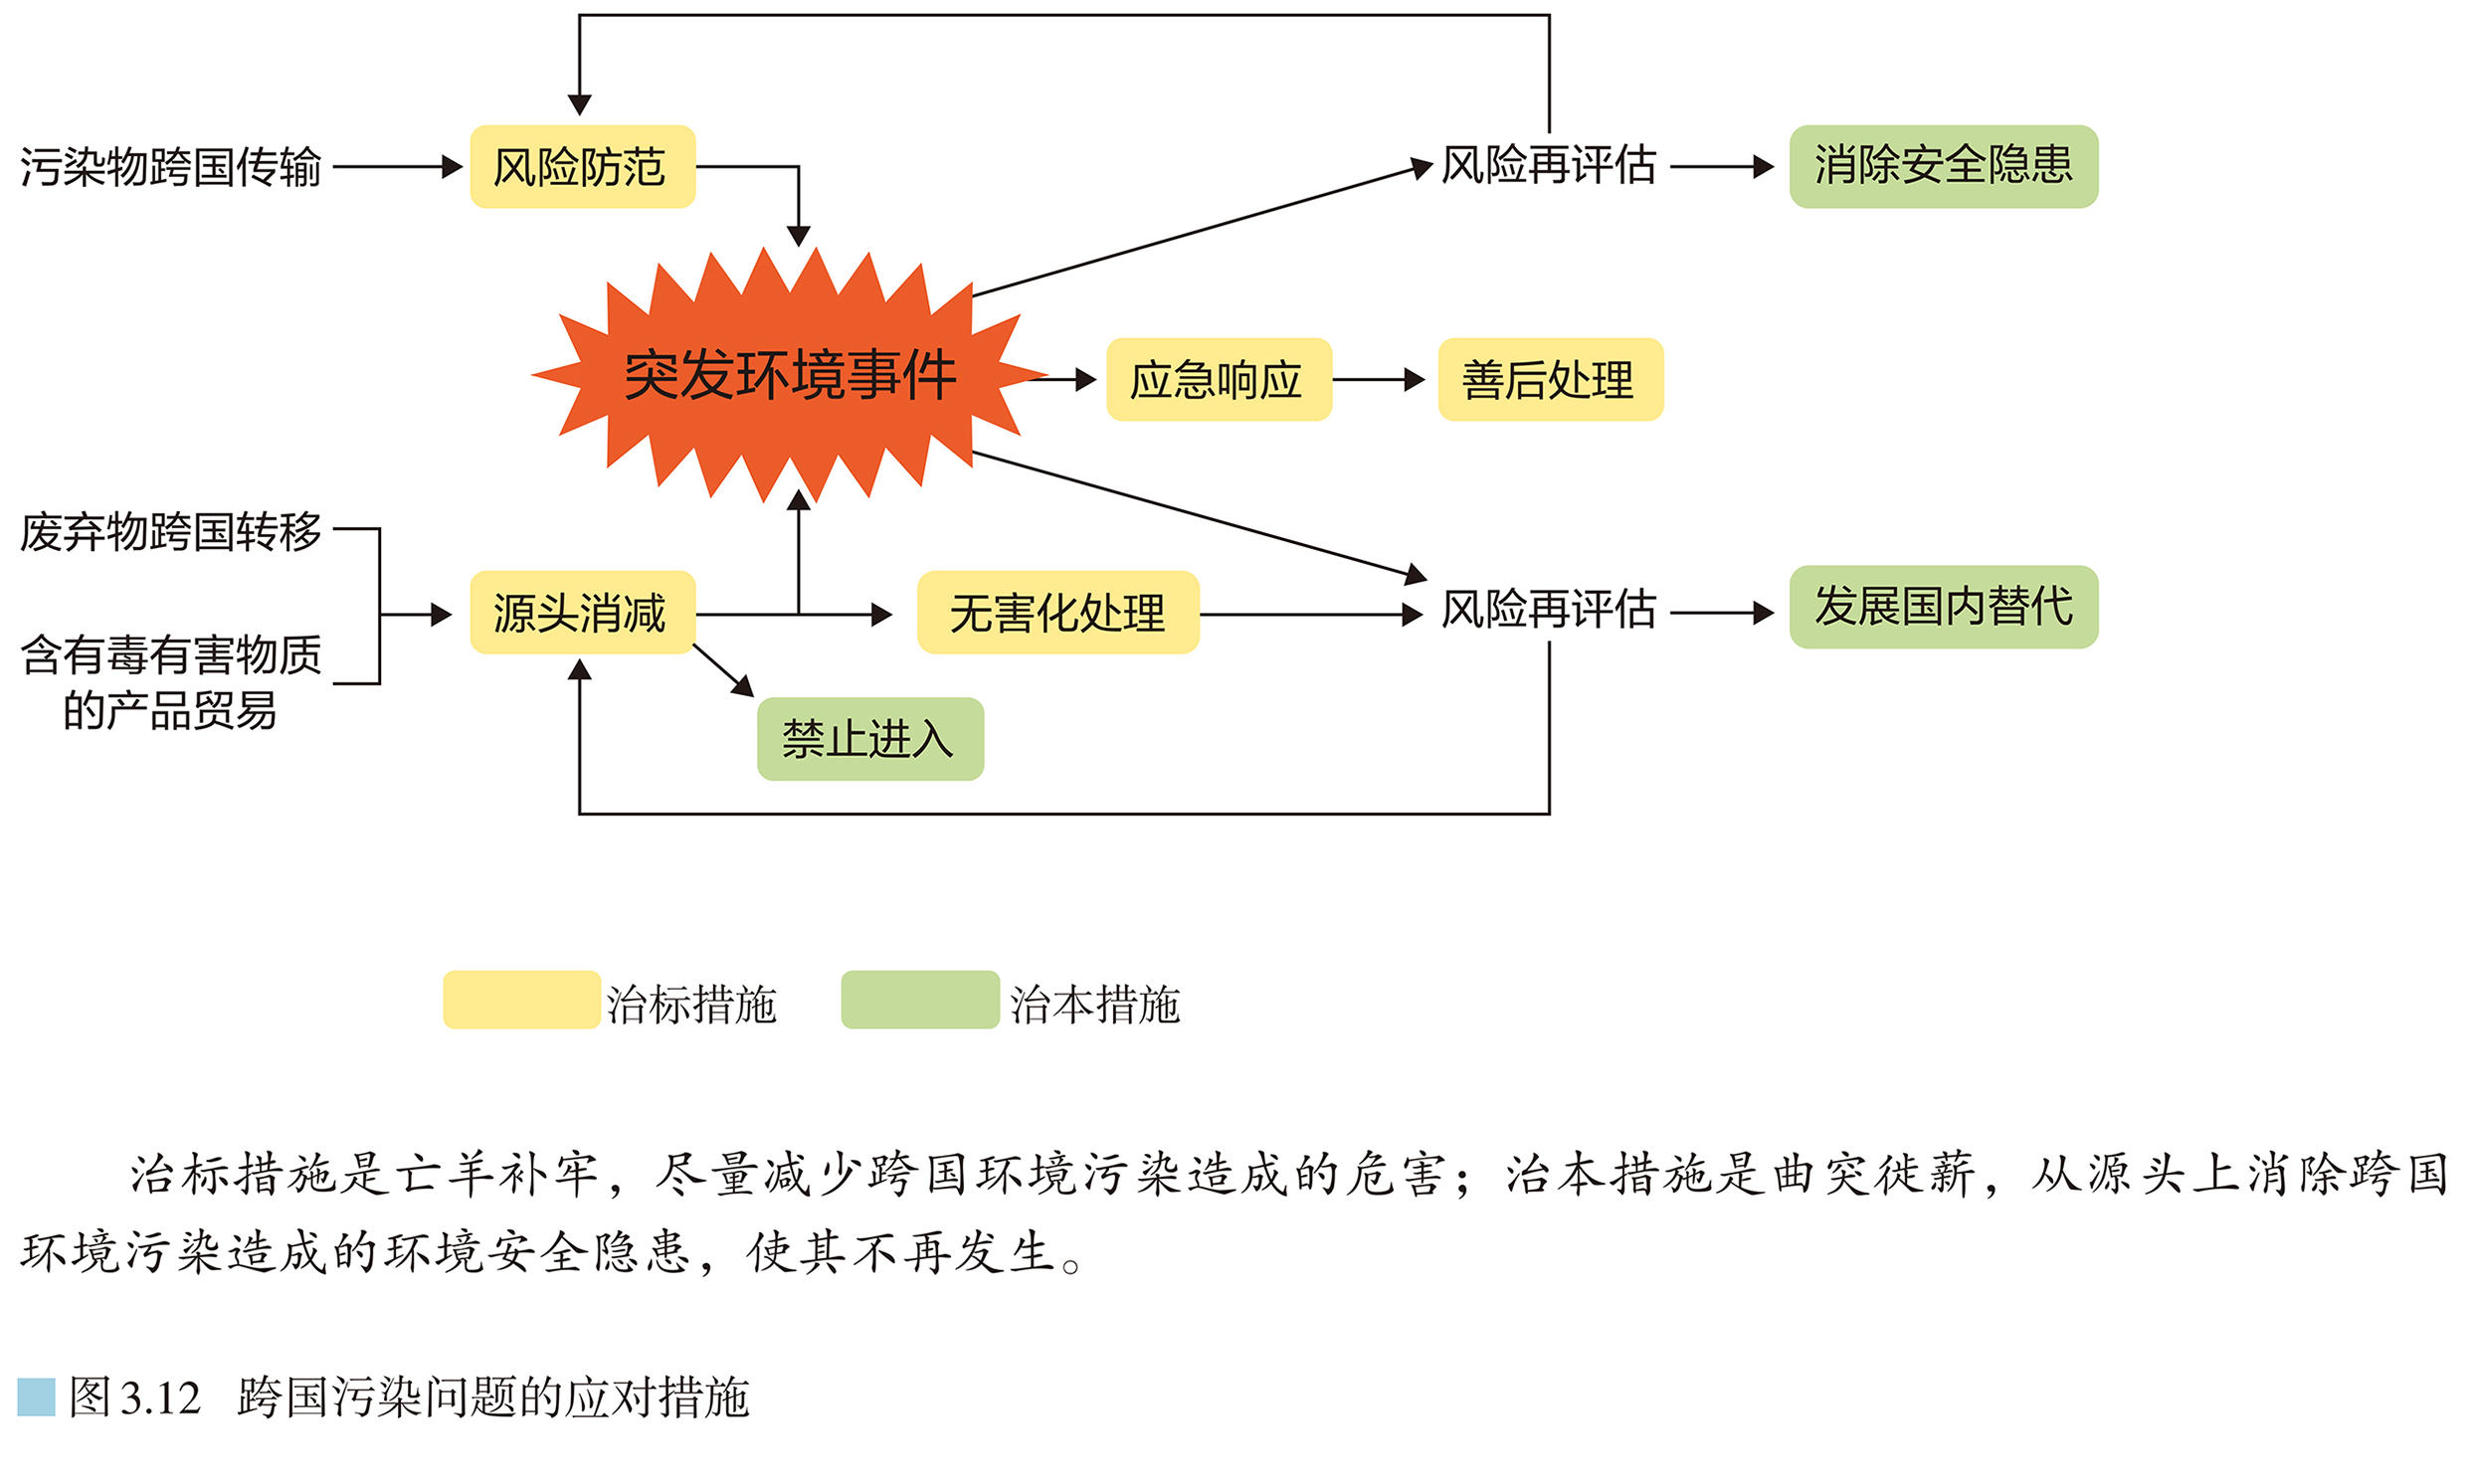 污染物跨国传输
风险防范
风险再评估
消除安全隐患
突发环境事件
应急响应
善后处理
废弃物跨国转移
含有毒有害物质
的产品贸易
源头消减
无害化处理
风险再评估
发展国内替代
禁止进入
治标措施
治本措施
治标措施是亡羊补牢，尽量减少跨国环境污染造成的危害；治本措施是曲突徙薪，从源头上消除跨国
环境污染造成的环境安全隐患，使其不再发生。
图 3.12 跨国污染问题的应对措施